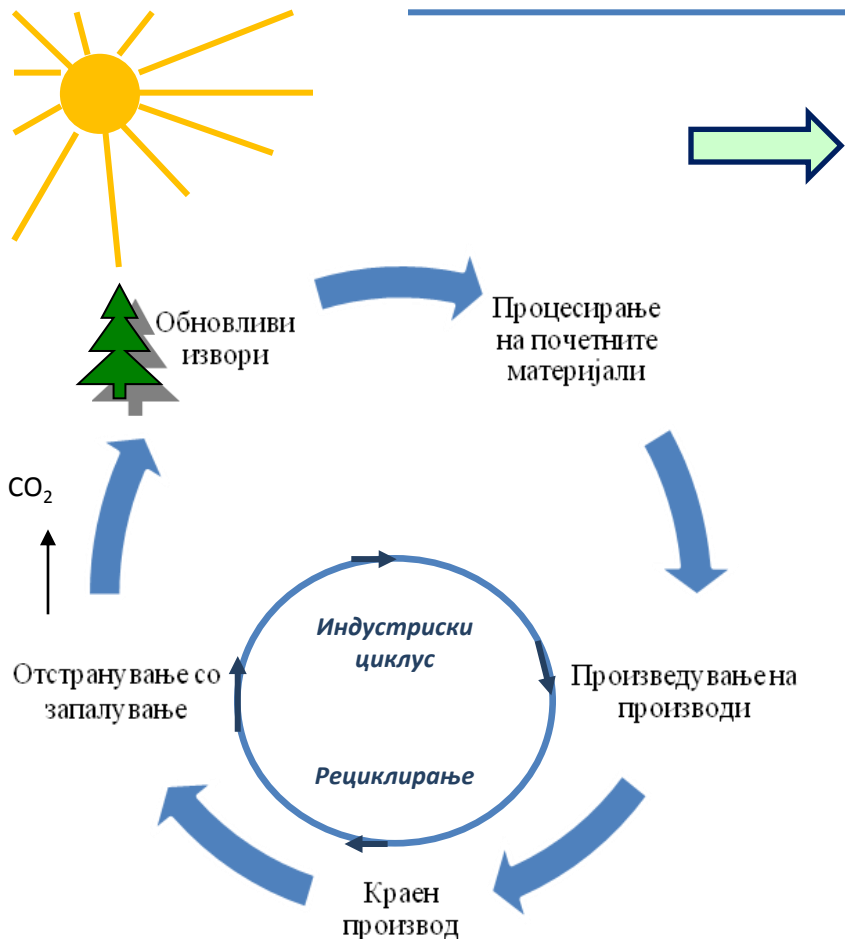 Обновливи
извори
Процесирање
на почетните
материјали
CO₂
Индустриски
циклус
Отстранување со
запалување
Произведување на
производи
Рециклирање
Краен
производ